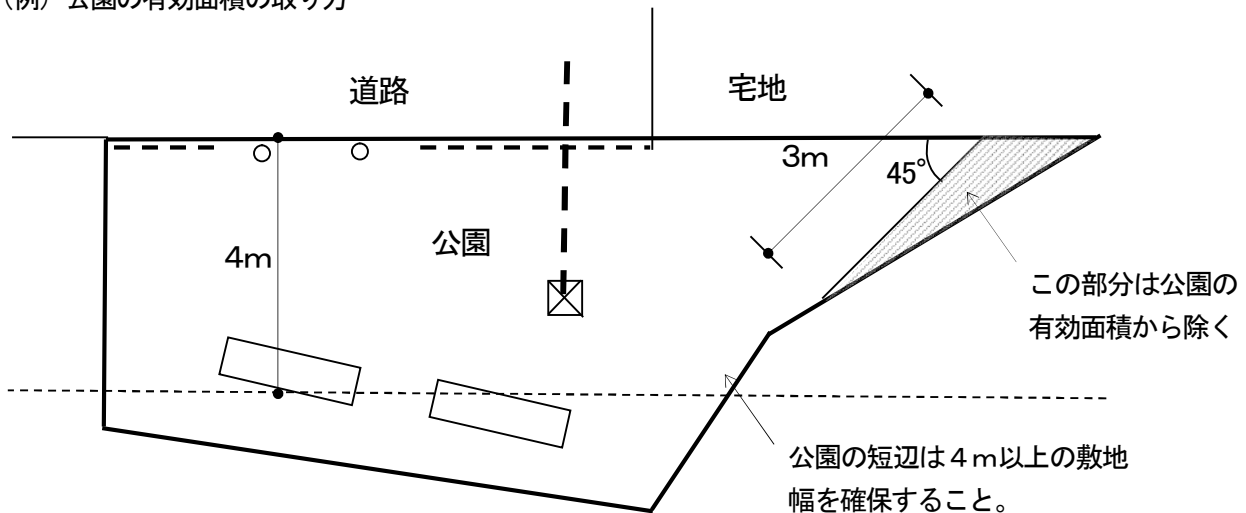 （例）公園の有効面積の取り方
道路
宅地
3m
45°
公園
4m
この部分は公園の
有効面積から除く
公園の短辺は４ｍ以上の敷地
幅を確保すること。